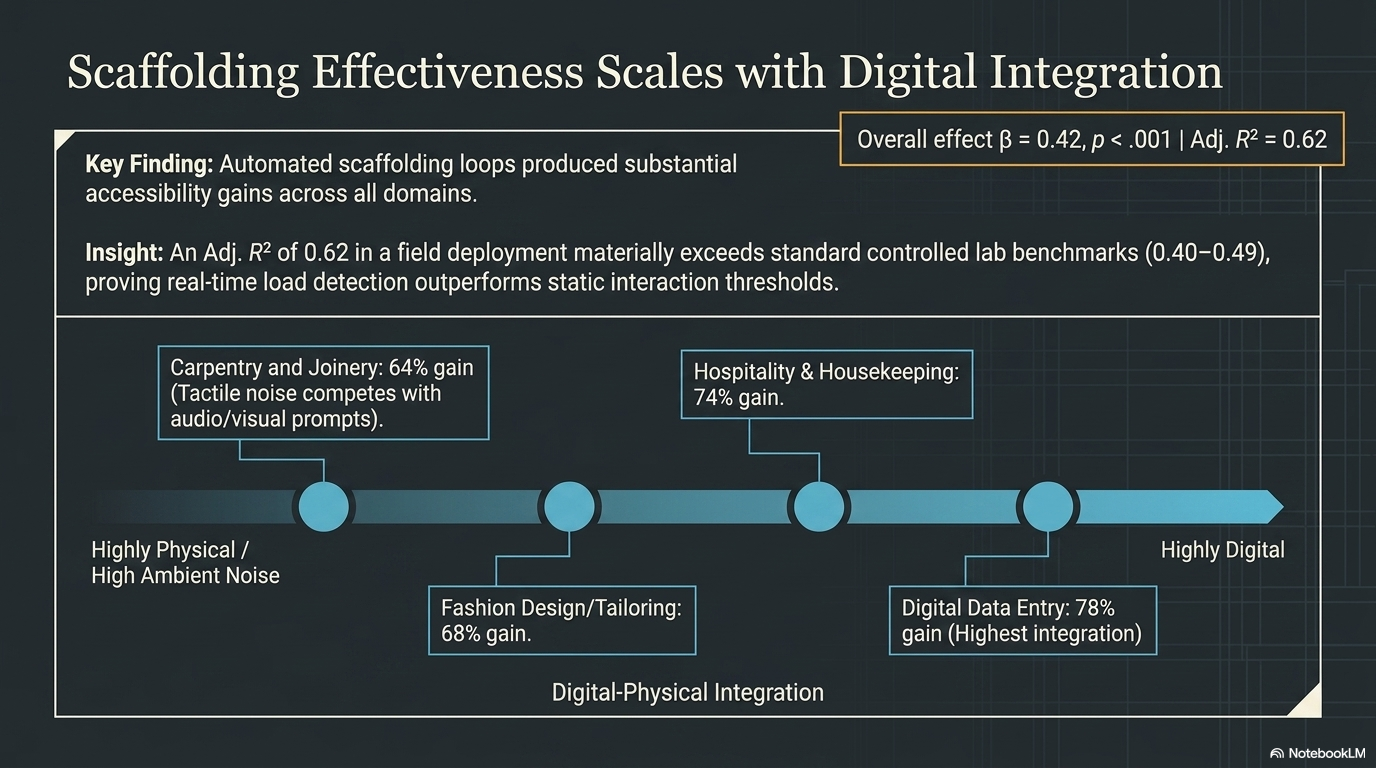 Scaffolding Effectiveness Scales with Digital Integration
Overall effect β = 0.42, p < .001 | Adj. R² = 0.62
Key Finding: Automated scaffolding loops produced substantial
accessibility gains across all domains.
Insight: An Adj. R² of 0.62 in a field deployment materially exceeds standard controlled lab benchmarks (0.40–0.49),
proving real-time load detection outperforms static interaction thresholds.
Carpentry and Joinery: 64% gain
(Tactile noise competes with
audio/visual prompts).
Hospitality & Housekeeping:
74% gain.
Highly Physical /
High Ambient Noise
Highly Digital
Fashion Design/Tailoring:
68% gain.
Digital Data Entry: 78%
gain (Highest integration)
Digital-Physical Integration
NotebookLM